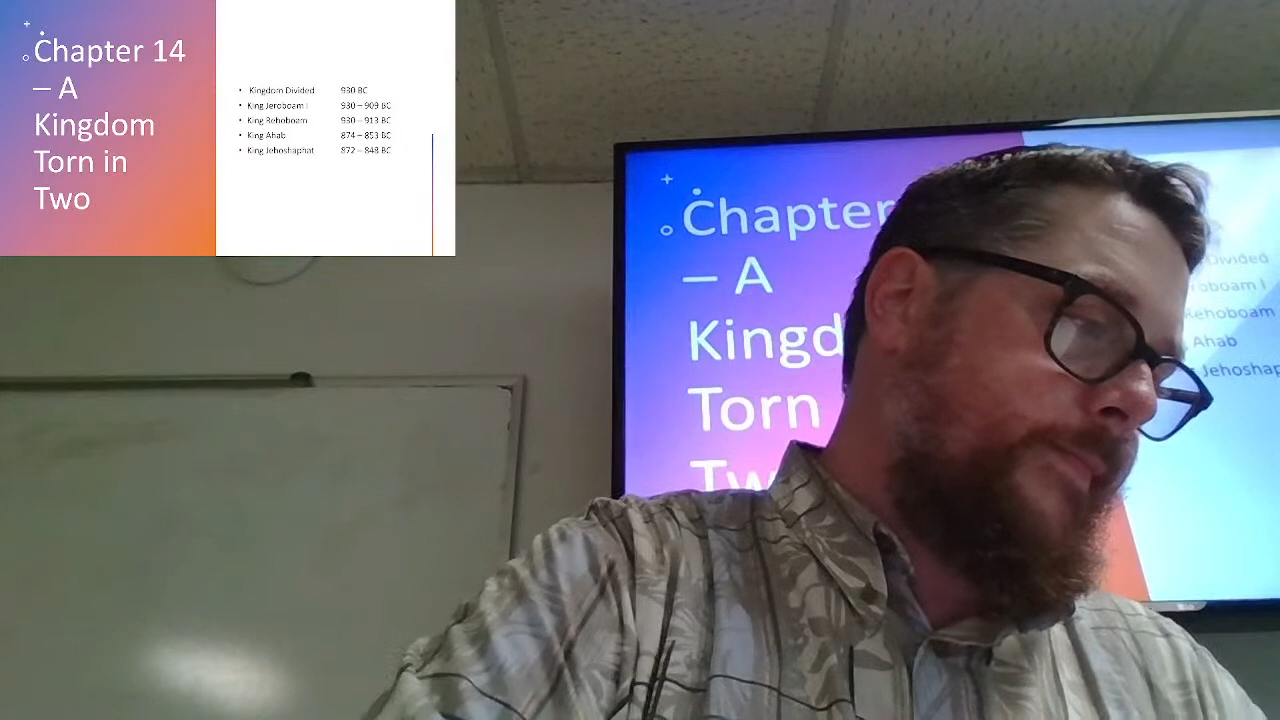 Chapter 14
– A
Kingdom
Torn in
Two
• Kingdom Divided 930 BC
• King Jeroboam I 930 – 909 BC
• King Rehoboam 930 – 913 BC
• King Ahab 874 – 853 BC
• King Jehoshaphat 872 – 848 BC
Chapter
– A
Kingd
Torn
Tw
Divided
roboam I
Rehoboam
Ahab
Jehoshap